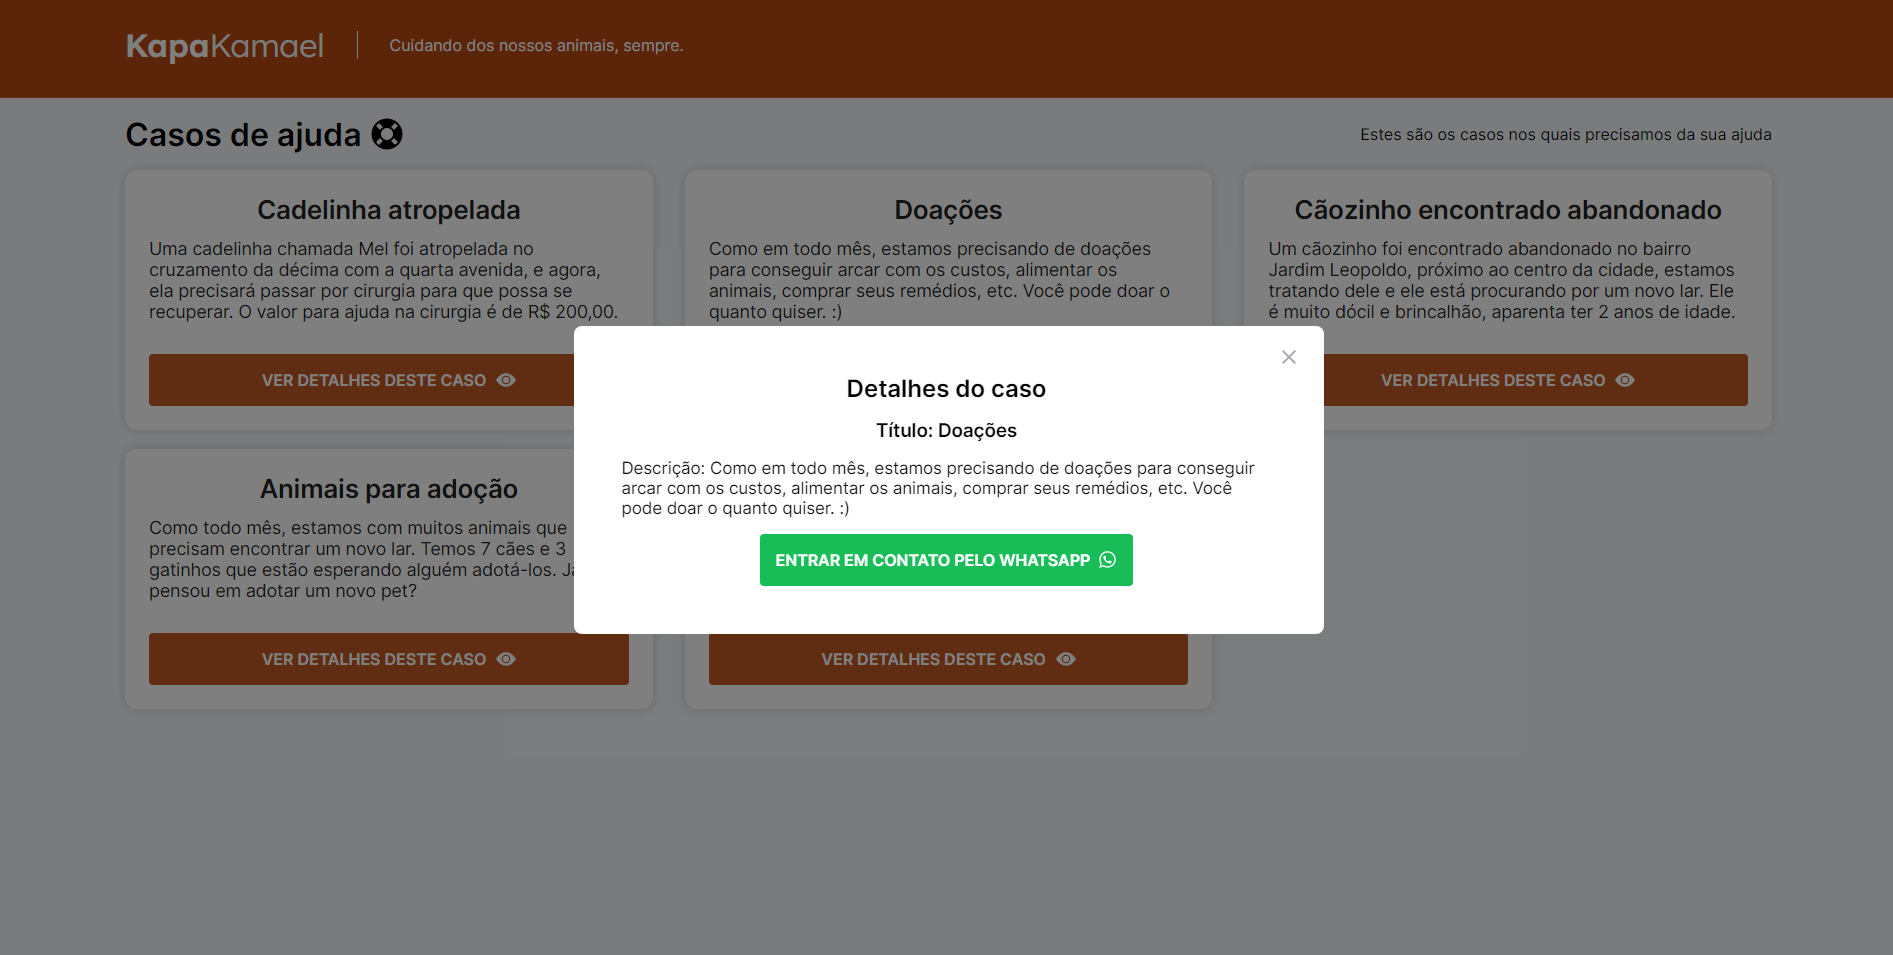 KapaKamael
Cuidando dos nossos animais, sempre.
Casos de ajuda
Estes são os casos nos quais precisamos da sua ajuda
Cadelinha atropelada
Uma cadelinha chamada Mel foi atropelada no
cruzamento da décima com a quarta avenida, e agora,
ela precisará passar por cirurgia para que possa se
recuperar. O valor para ajuda na cirurgia é de R$ 200,00.
VER DETALHES DESTE CASO
Doações
Como em todo mês, estamos precisando de doações
para conseguir arcar com os custos, alimentar os
animais, comprar seus remédios, etc. Você pode doar o
quanto quiser. :)
Cãozinho encontrado abandonado
Um cãozinho foi encontrado abandonado no bairro
Jardim Leopoldo, próximo ao centro da cidade, estamos
tratando dele e ele está procurando por um novo lar. Ele
é muito dócil e brincalhão, aparenta ter 2 anos de idade.
VER DETALHES DESTE CASO
Detalhes do caso
Título: Doações
Descrição: Como em todo mês, estamos precisando de doações para conseguir
arcar com os custos, alimentar os animais, comprar seus remédios, etc. Você
pode doar o quanto quiser. :)
ENTRAR EM CONTATO PELO WHATSAPP
Animais para adoção
Como todo mês, estamos com muitos animais que
precisam encontrar um novo lar. Temos 7 cães e 3
gatinhos que estão esperando alguém adotá-los.
pensou em adotar um novo pet?
VER DETALHES DESTE CASO
VER DETALHES DESTE CASO